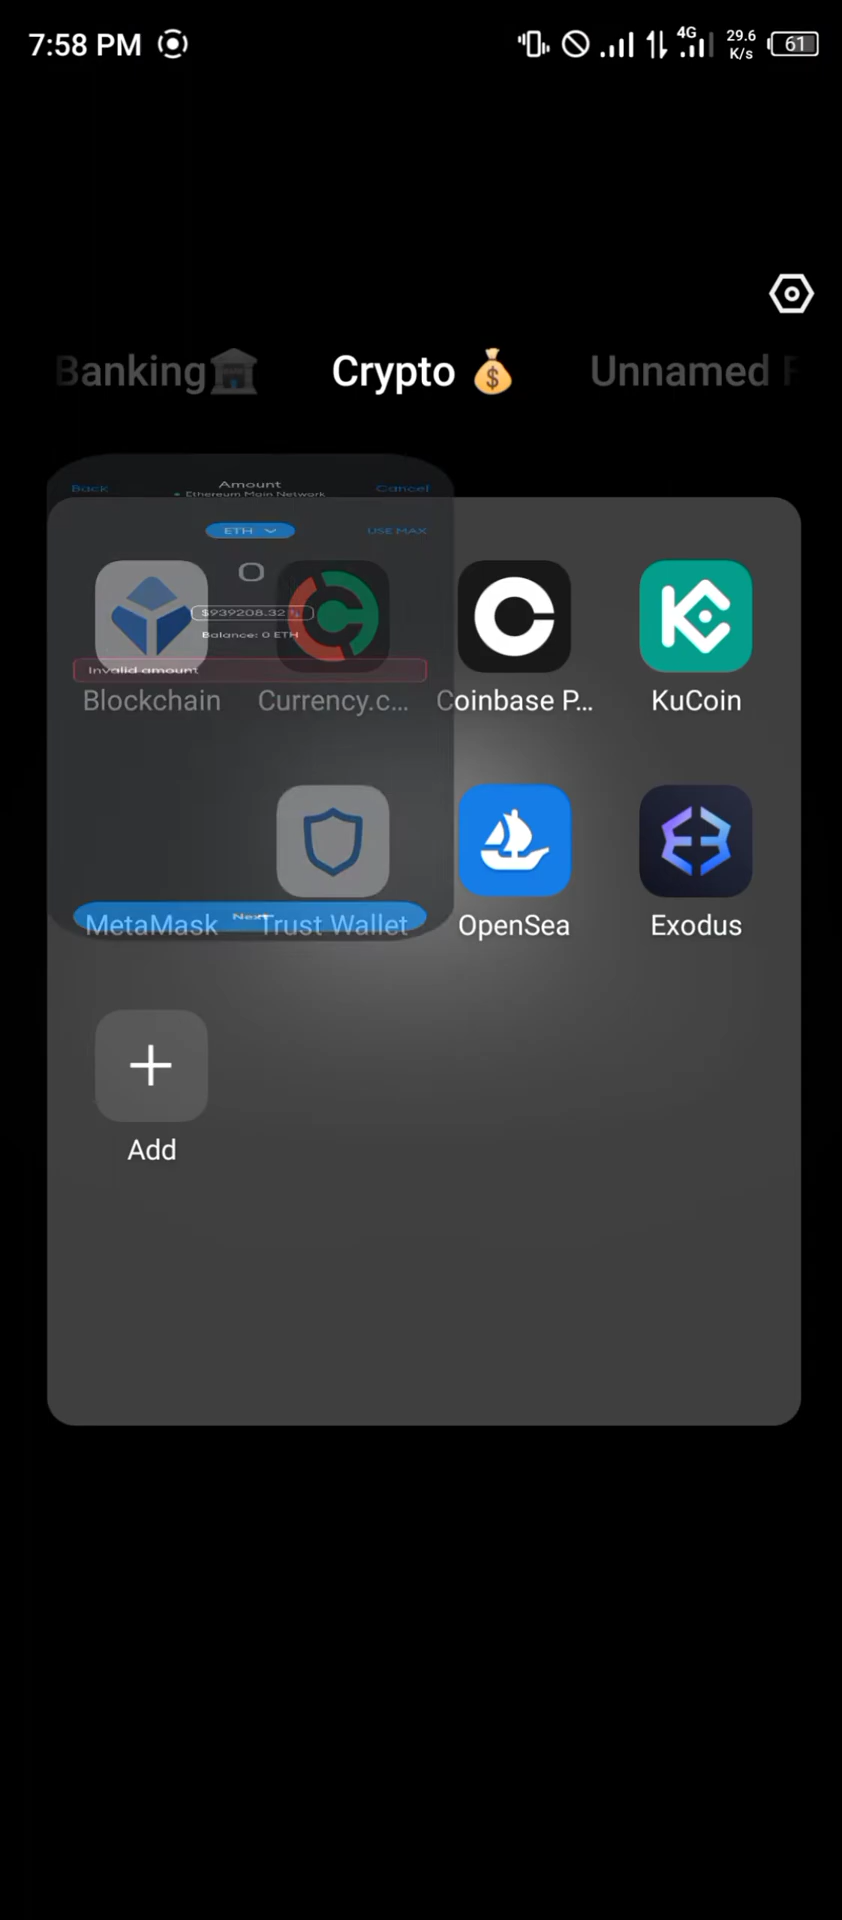 7:58 PM
4G
29.6
K/s
61
Banking🏛 Crypto 💰 Unnamed F
Back Amount Cancel
Ethereum Main Network
ETH USE MAX
0
$939208.32
Balance: 0 ETH
Invalid amount
Blockchain Currency.c... Coinbase P... KuCoin
Next
MetaMask Trust Wallet OpenSea Exodus
Add